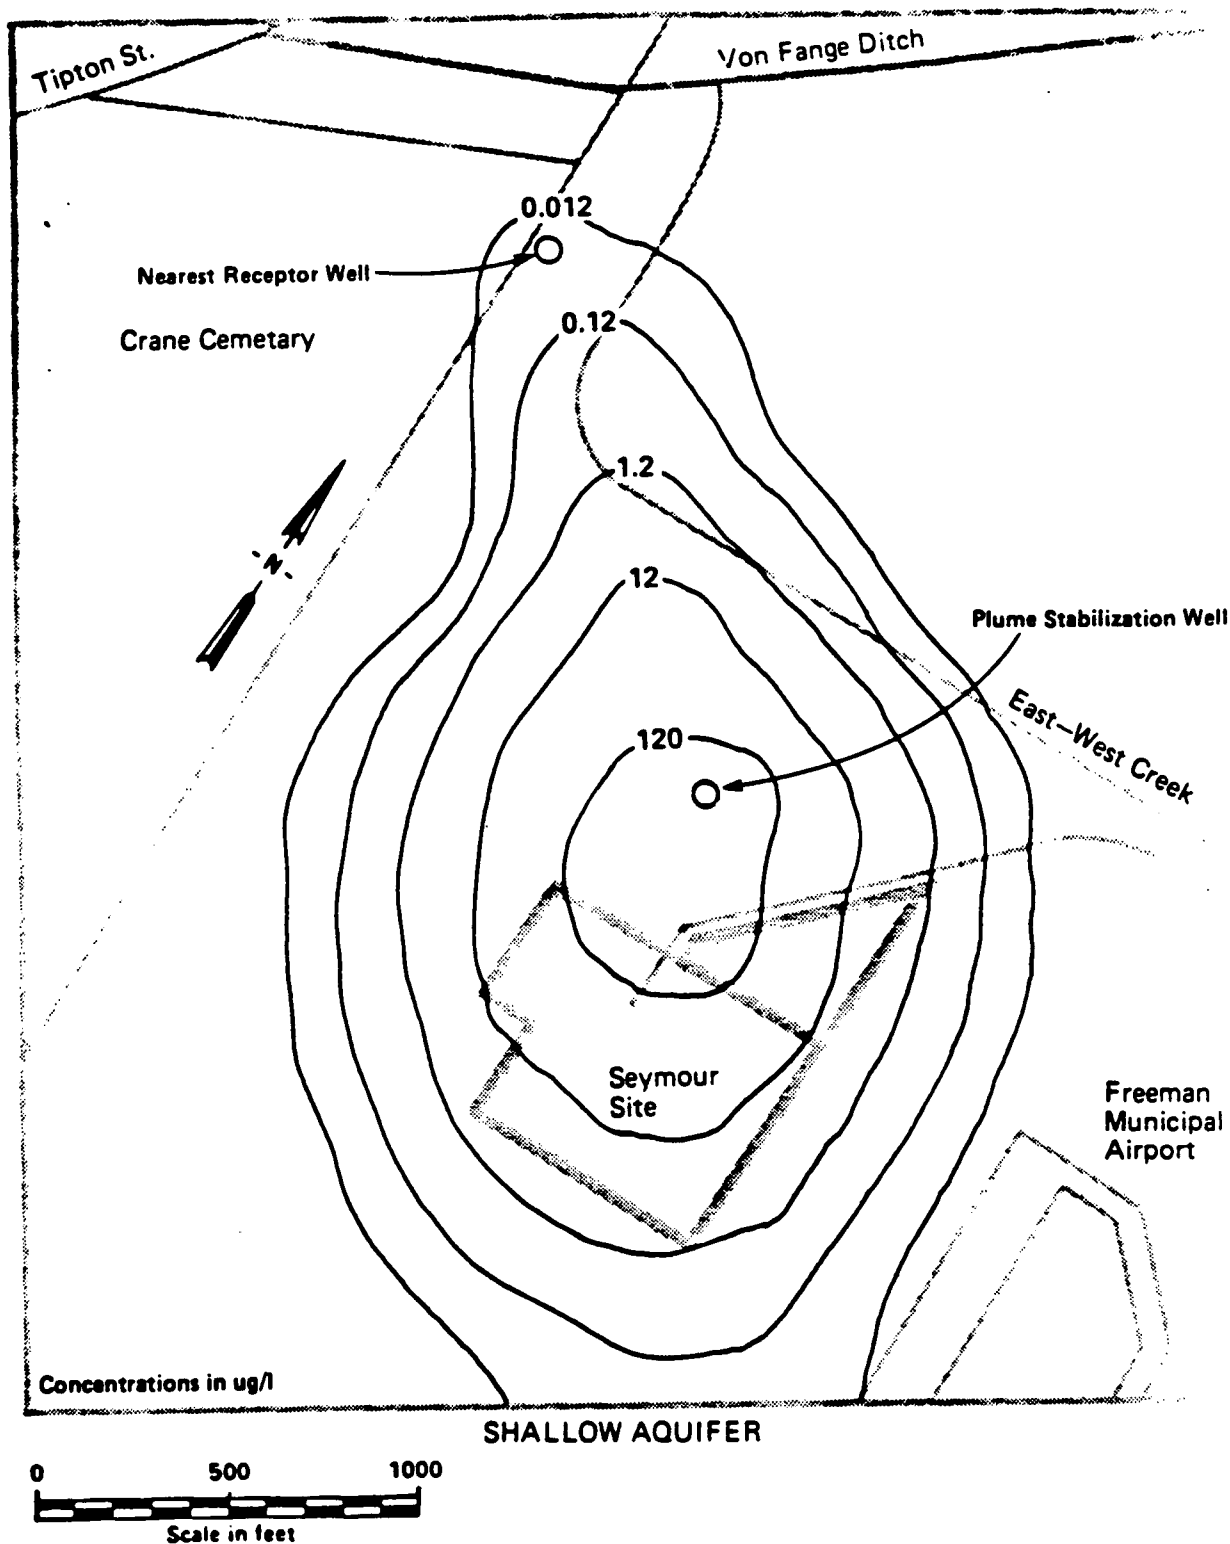 Tipton St.
Von Fange Ditch
0.012
Nearest Receptor Well
0.12
Crane Cemetary
1.2
N
12
Plume Stabilization Well
East-West Creek
120
Seymour
Site
Freeman
Municipal
Airport
Concentrations in ug/l
SHALLOW AQUIFER
0 500 1000
Scale in feet